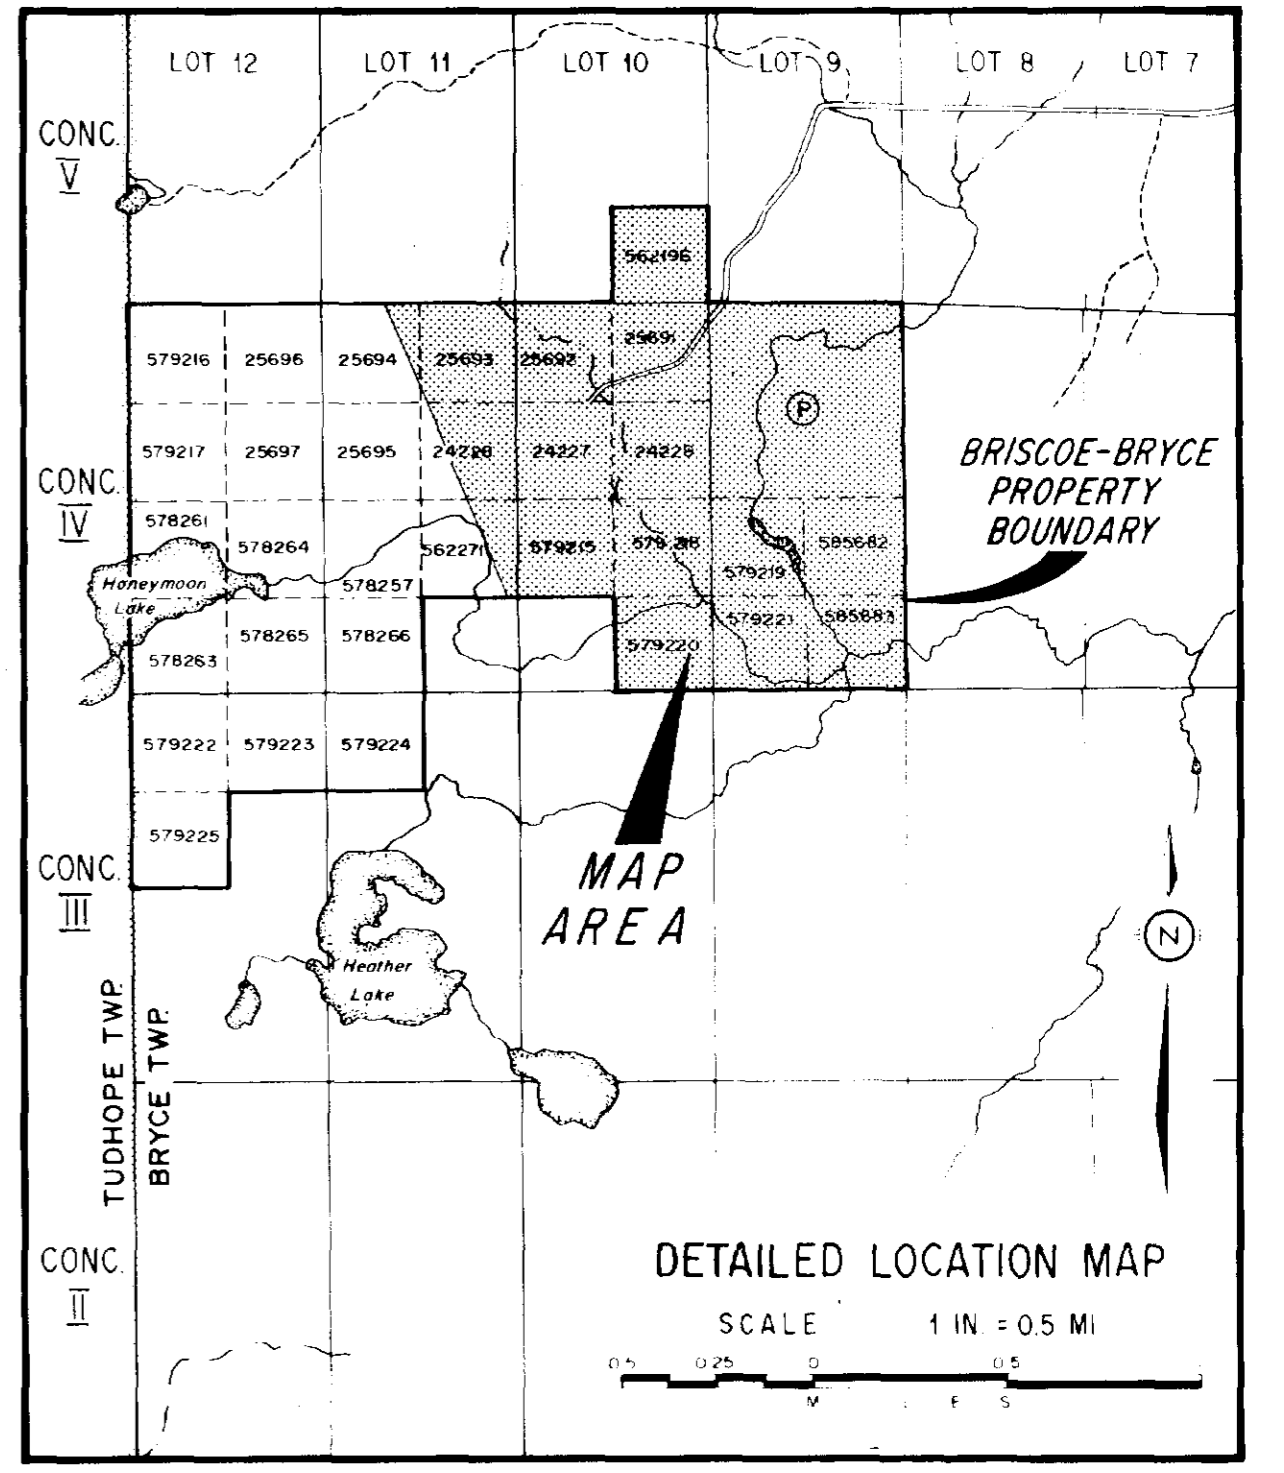 LOT 12 LOT 11 LOT 10 LOT 9 LOT 8 LOT 7
CONC.
V
562196
579216 25696 25694 25693 25692 25691
P
579217 25697 25695 24226 24227 24228
BRISCOE-BRYCE
PROPERTY
BOUNDARY
CONC.
IV
578261 578264 562271 579215 579218 585682
Honeymoon
Lake
578257 579219
578263 578265 578266 579220 579221 585683
579222 579223 579224
579225
MAP
AREA
CONC.
III
Heather
Lake
N
TUDHOPE TWP.
BRYCE TWP.
CONC.
II
DETAILED LOCATION MAP
SCALE 1 IN. = 0.5 MI
0.5 0.25 0 0.5